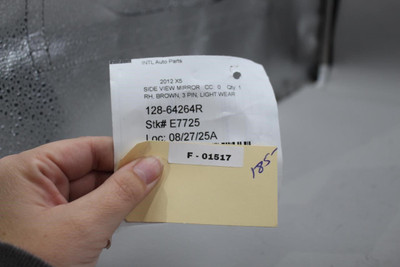 INTL Auto Parts
2012 X5
SIDE VIEW MIRROR CC 0 Qty 1
RH, BROWN, 3 PIN, LIGHT WEAR
128-64264R
Stk# E7725
Loc: 08/27/25A
F - 01517
185-